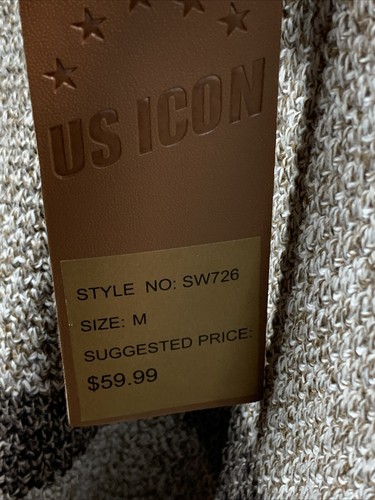 US ICON
STYLE NO: SW726
SIZE: M
SUGGESTED PRICE:
$59.99